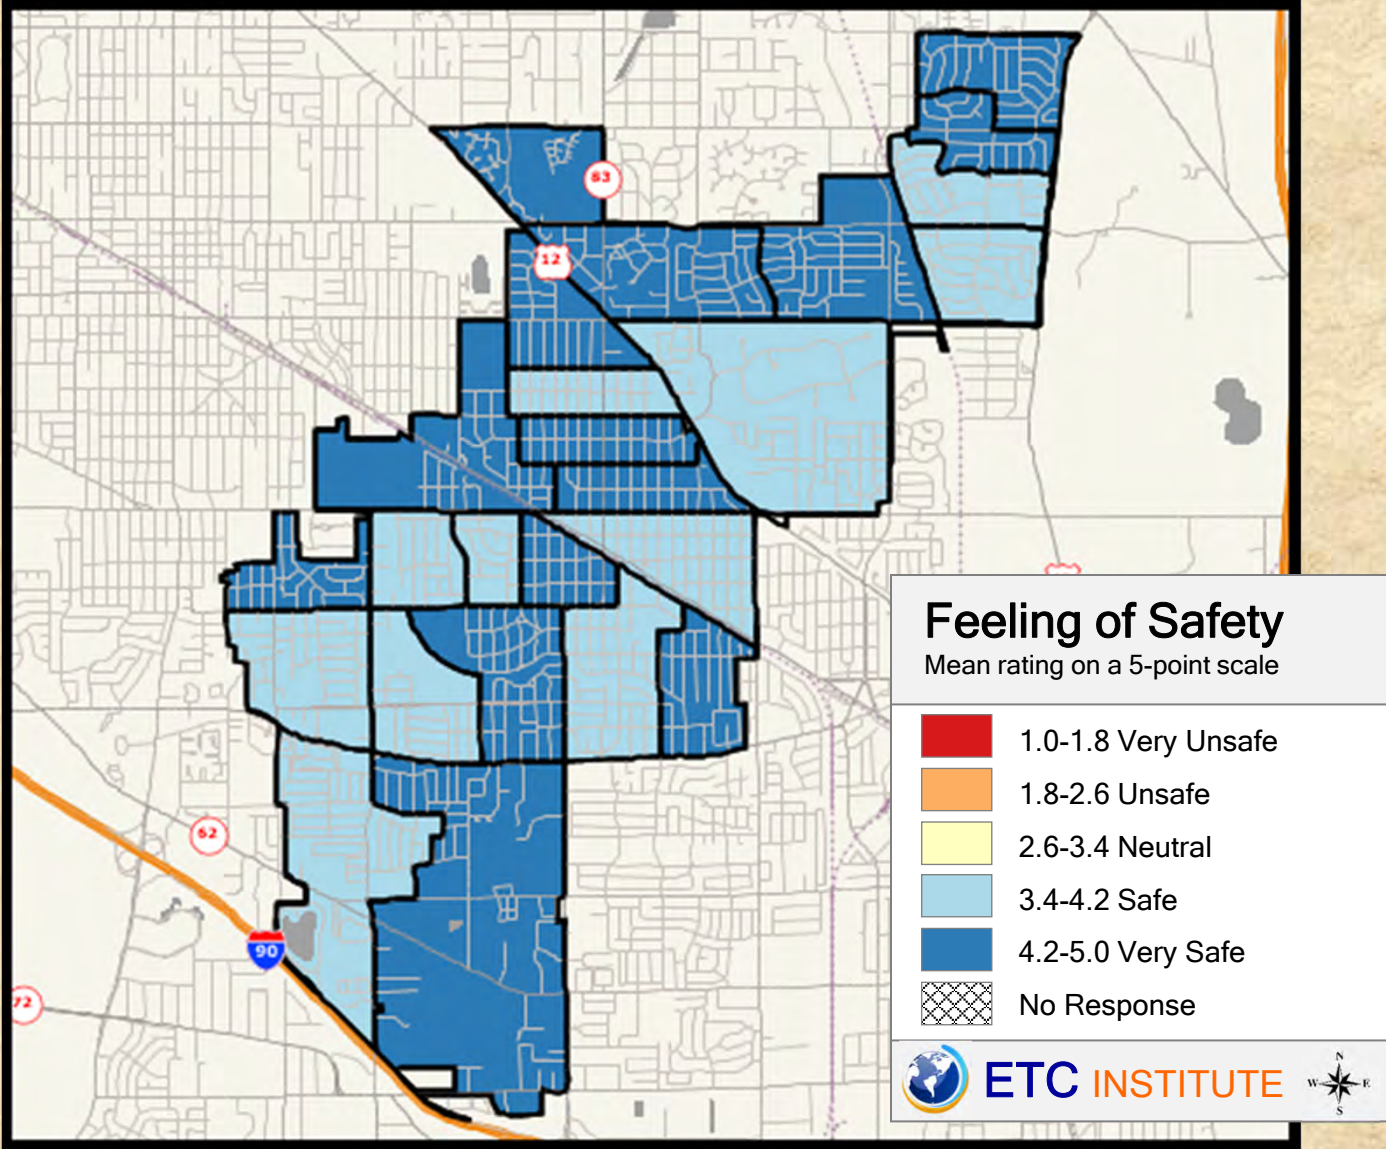 83
12
62
90
72
Feeling of Safety
Mean rating on a 5-point scale
1.0-1.8 Very Unsafe
1.8-2.6 Unsafe
2.6-3.4 Neutral
3.4-4.2 Safe
4.2-5.0 Very Safe
No Response
ETC INSTITUTE
N
W E
S